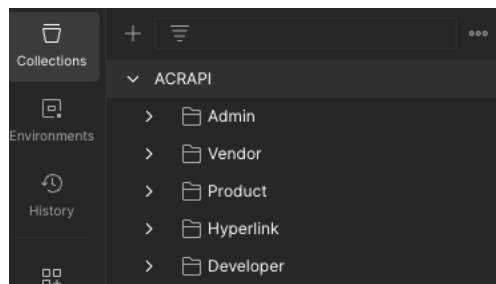 Collections
Environments
History
ACRAPI
Admin
Vendor
Product
Hyperlink
Developer